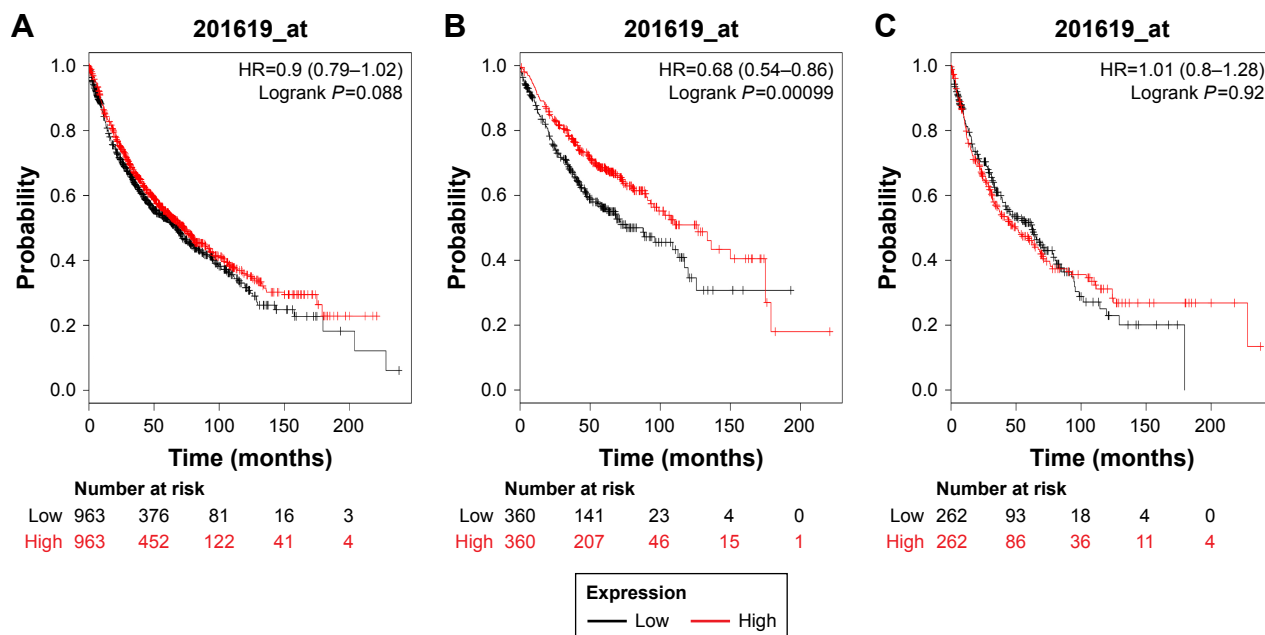 A
201619_at
HR=0.9 (0.79–1.02)
Logrank P=0.088
Probability
1.0
0.8
0.6
0.4
0.2
0.0
0 50 100 150 200
Time (months)
Number at risk
Low 963 376 81 16 3
High 963 452 122 41 4
B
201619_at
HR=0.68 (0.54–0.86)
Logrank P=0.00099
Probability
1.0
0.8
0.6
0.4
0.2
0.0
0 50 100 150 200
Time (months)
Number at risk
Low 360 141 23 4 0
High 360 207 46 15 1
C
201619_at
HR=1.01 (0.8–1.28)
Logrank P=0.92
Probability
1.0
0.8
0.6
0.4
0.2
0.0
0 50 100 150 200
Time (months)
Number at risk
Low 262 93 18 4 0
High 262 86 36 11 4
Expression
Low High